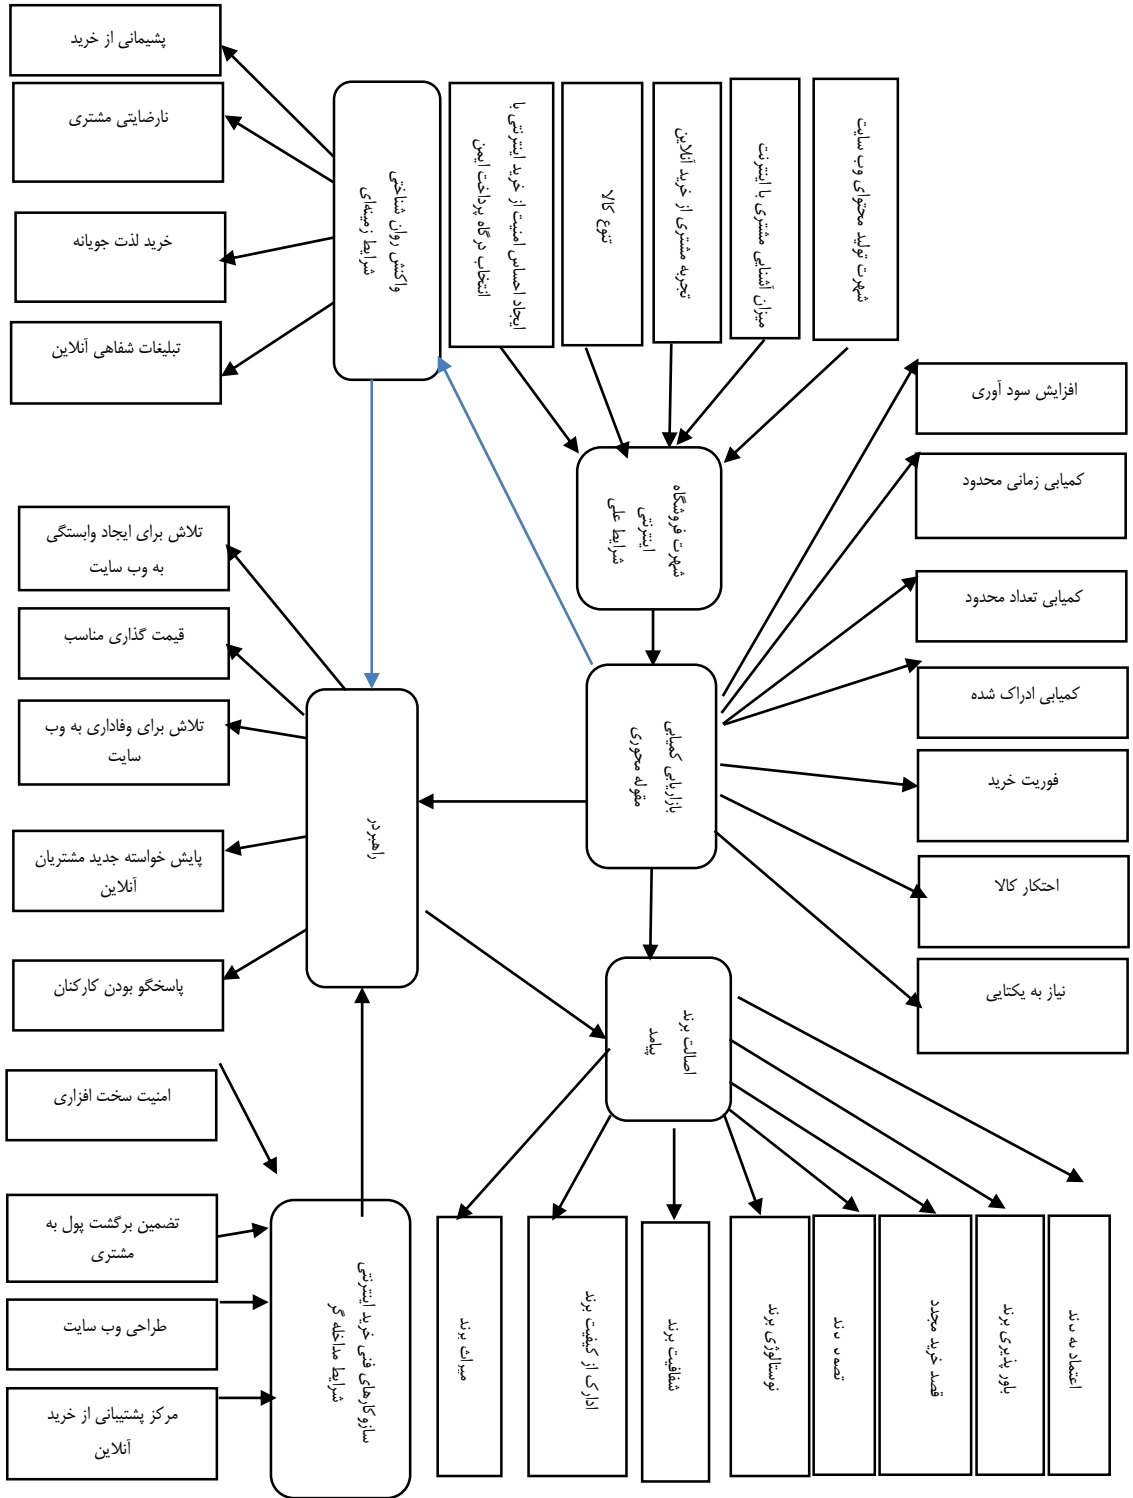 پشیمانی از خرید
نارضایتی مشتری
خرید لذت جویانه
تبلیغات شفاهی آنلاین
واکنش روان شناختی
شرایط زمینه‌ای
ایجاد احساس امنیت از خرید اینترنتی با
انتخاب درگاه پرداخت ایمن
تنوع کالا
تجربه مشتری از خرید آنلاین
میزان آشنایی مشتری با اینترنت
شهرت تولید محتوای وب سایت
شهرت فروشگاه
اینترنتی
شرایط علی
افزایش سود آوری
کمیابی زمانی محدود
کمیابی تعداد محدود
کمیابی ادراک شده
فوریت خرید
احتکار کالا
نیاز به یکتایی
بازاریابی کمیابی
مقوله محوری
تلاش برای ایجاد وابستگی
به وب سایت
قیمت گذاری مناسب
تلاش برای وفاداری به وب
سایت
پایش خواسته جدید مشتریان
آنلاین
پاسخگو بودن کارکنان
راهبردر
اصالت برند
پیامد
امنیت سخت افزاری
تضمین برگشت پول به
مشتری
طراحی وب سایت
مرکز پشتیبانی از خرید
آنلاین
سازوکارهای فنی خرید اینترنتی
شرایط مداخله گر
میراث برند
ادارک از کیفیت برند
شفافیت برند
نوستالوژی برند
برند
قصد خرید مجدد
باور پذیری برند
اعتماد به برند